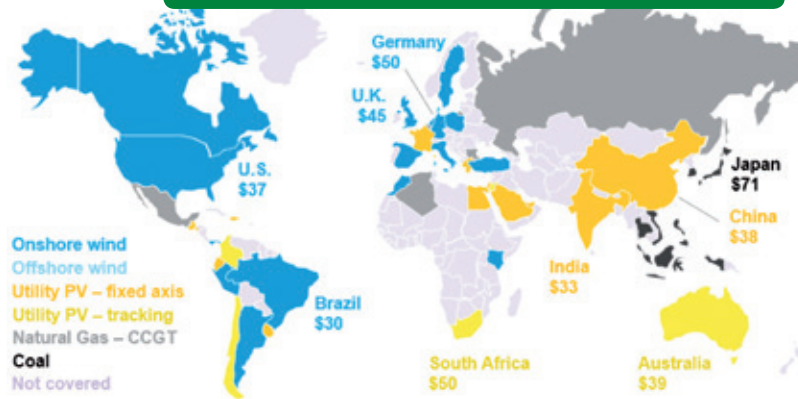 Germany
$50
U.K.
$45
U.S.
$37
Japan
$71
China
$38
India
$33
Brazil
$30
South Africa
$50
Australia
$39
Onshore wind
Offshore wind
Utility PV – fixed axis
Utility PV – tracking
Natural Gas – CCGT
Coal
Not covered